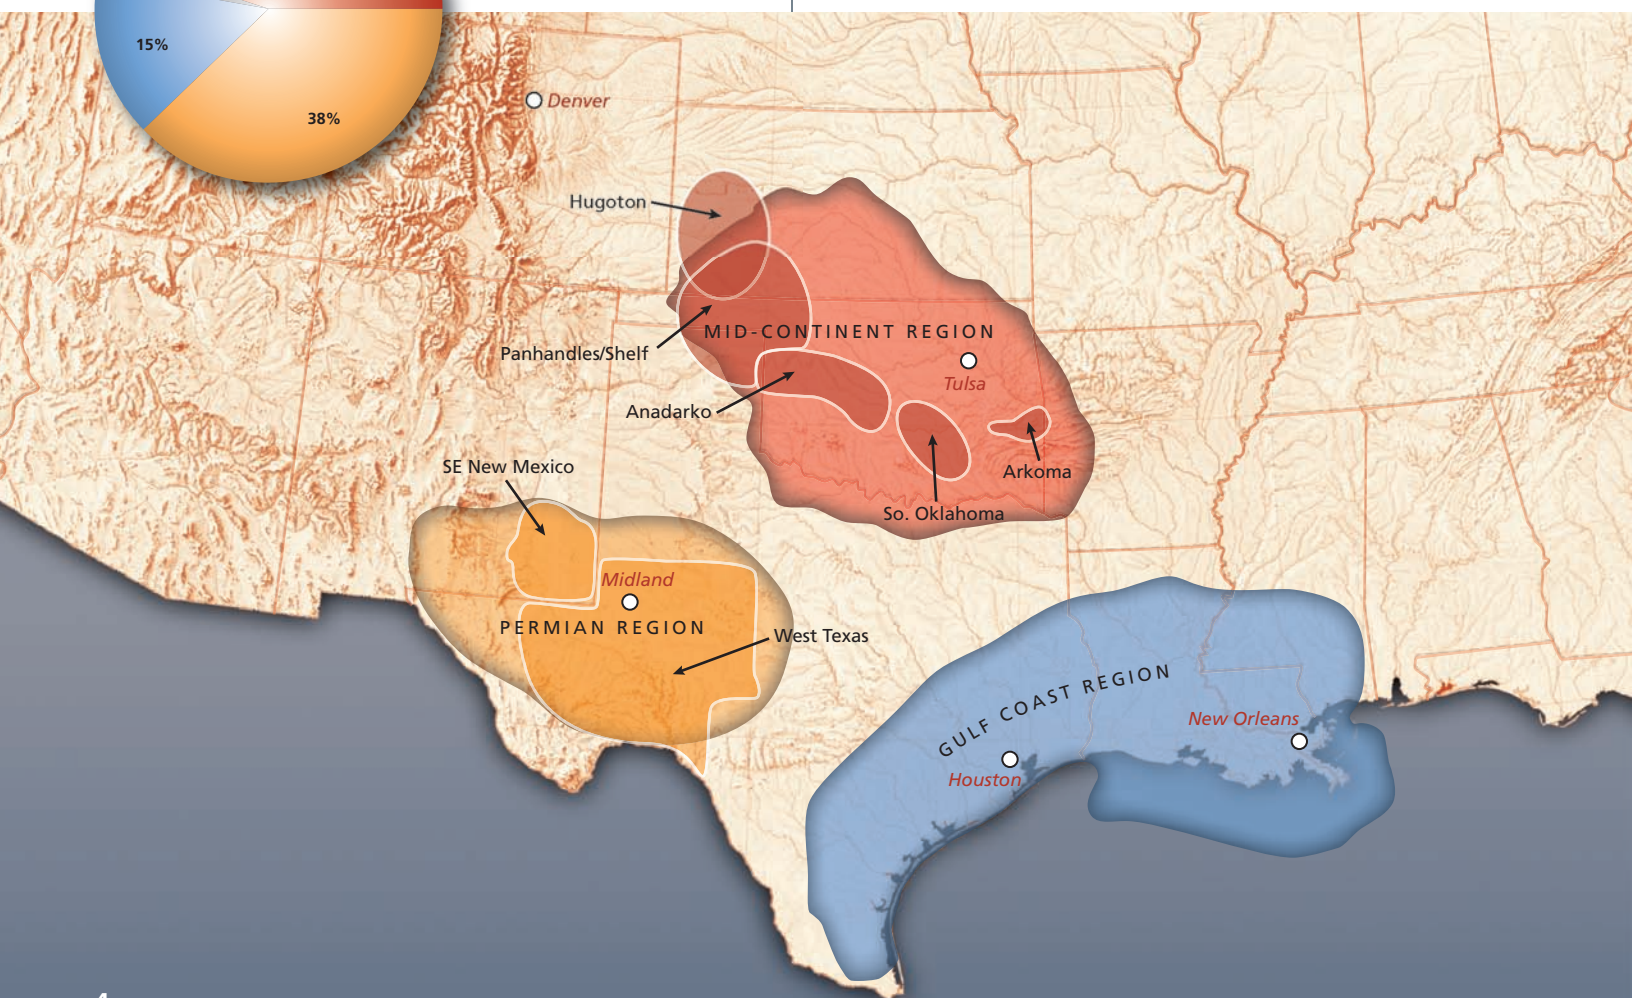 15%
38%
Denver
Hugoton
MID-CONTINENT REGION
Panhandles/Shelf
Tulsa
Anadarko
SE New Mexico
Arkoma
So. Oklahoma
Midland
PERMIAN REGION
West Texas
GULF COAST REGION
New Orleans
Houston